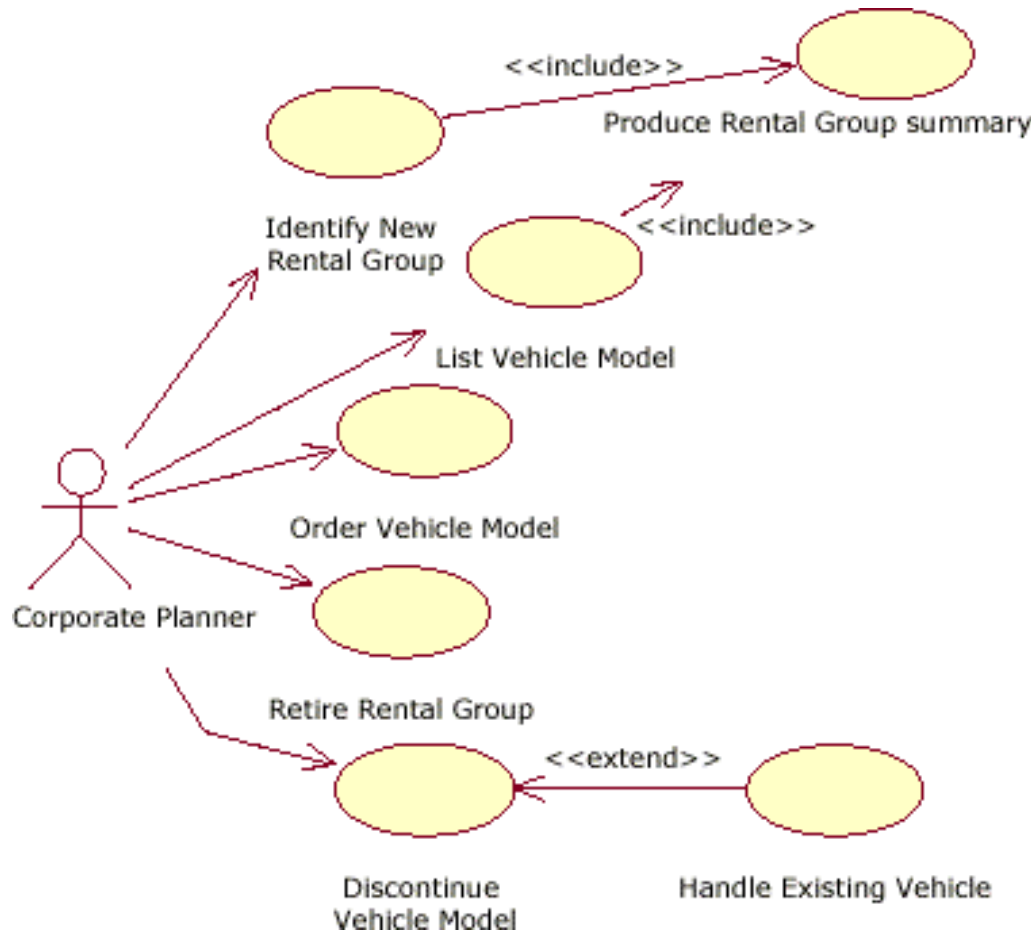 <<include>>
Produce Rental Group summary
Identify New
Rental Group
<<include>>
List Vehicle Model
Order Vehicle Model
Corporate Planner
Retire Rental Group
<<extend>>
Discontinue
Vehicle Model
Handle Existing Vehicle